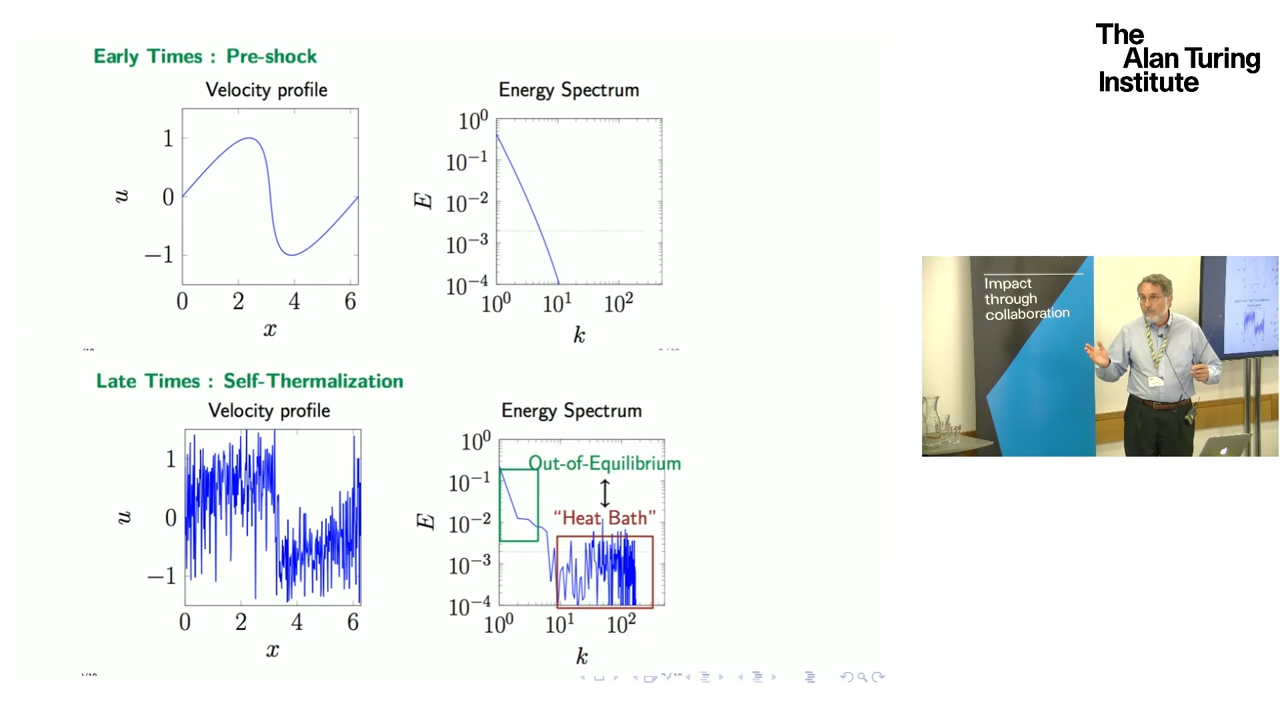 The
Alan Turing
Institute
Early Times : Pre-shock
Velocity profile
Energy Spectrum
u
1
0
−1
0 2 4 6
x
E
10^0
10^−1
10^−2
10^−3
10^−4
10^0 10^1 10^2
k
Late Times : Self-Thermalization
Velocity profile
Energy Spectrum
u
1
0
−1
0 2 4 6
x
E
10^0
10^−1
10^−2
10^−3
10^−4
Out-of-Equilibrium
“Heat Bath”
10^0 10^1 10^2
k
Impact
through
collaboration